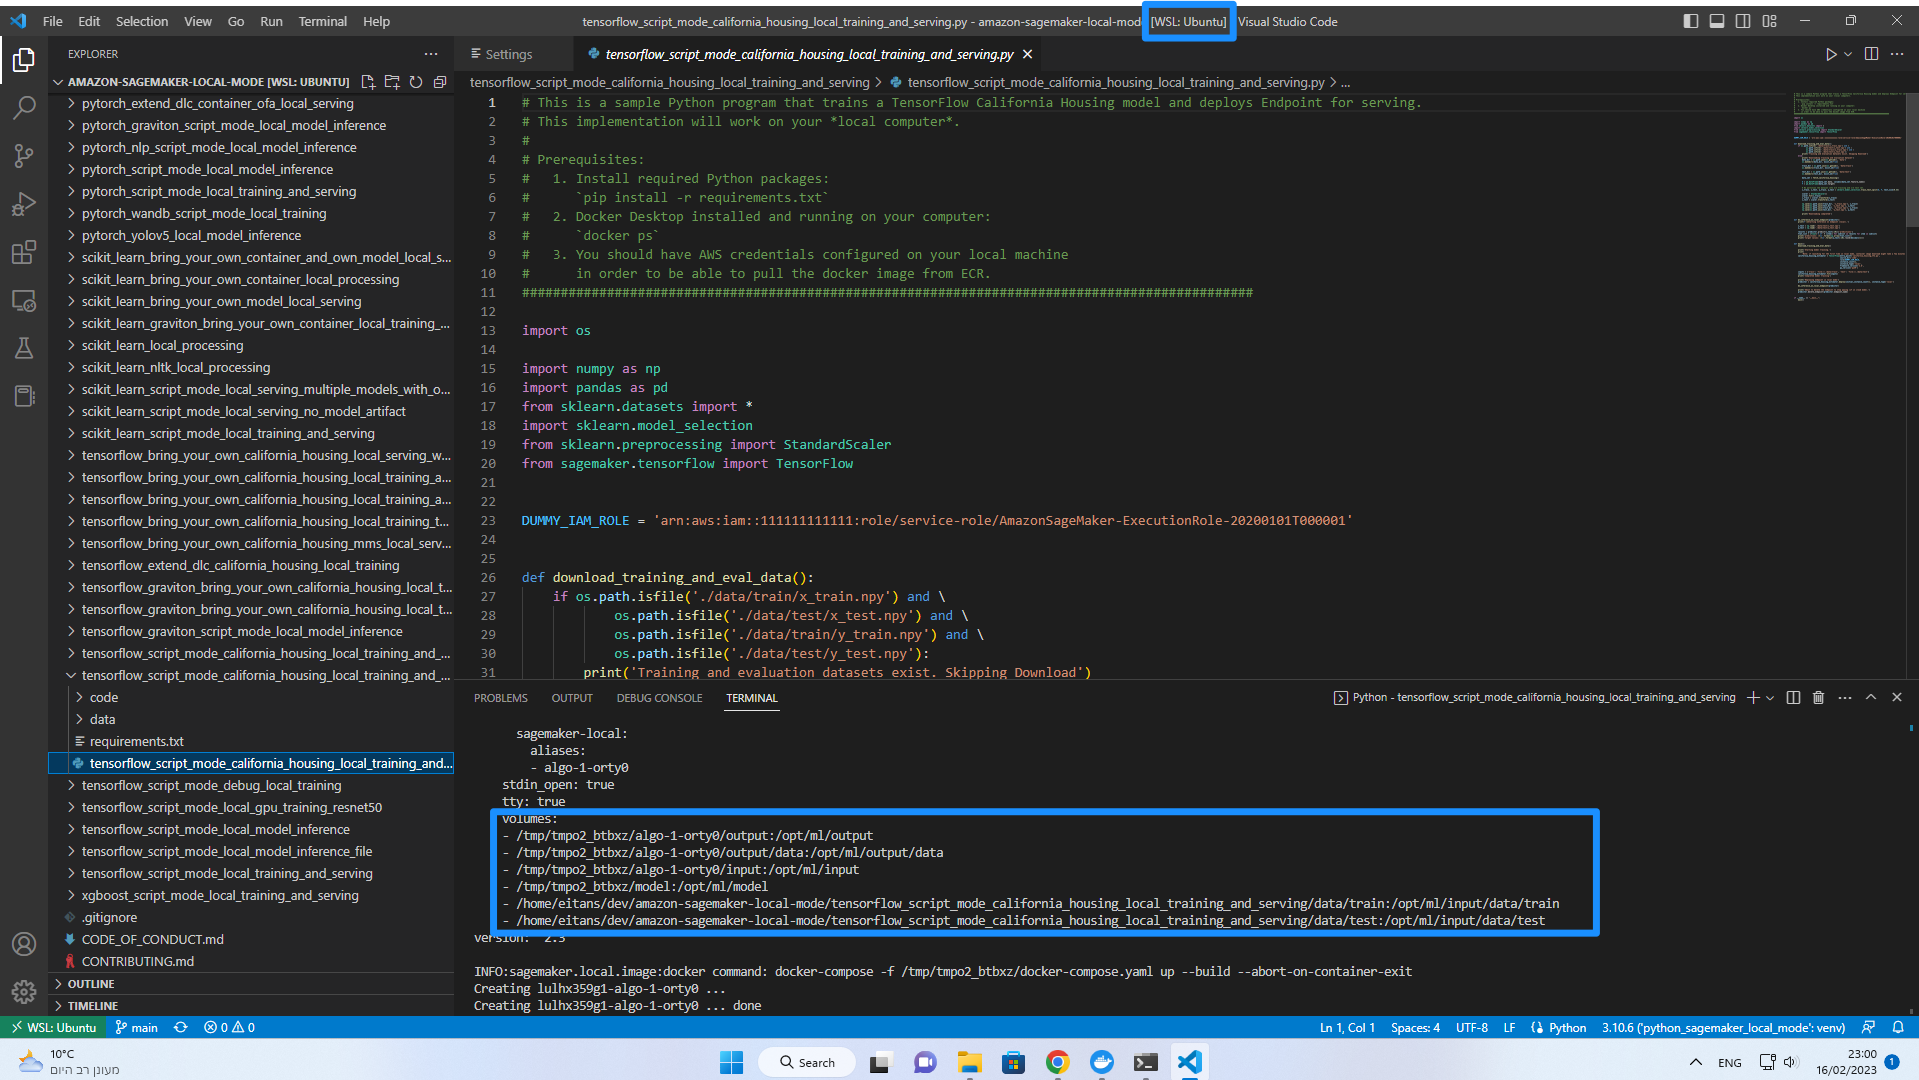 File Edit Selection View Go Run Terminal Help
tensorflow_script_mode_california_housing_local_training_and_serving.py - amazon-sagemaker-local-mode [WSL: Ubuntu] Visual Studio Code
EXPLORER
AMAZON-SAGEMAKER-LOCAL-MODE [WSL: UBUNTU]
pytorch_extend_dlc_container_ofa_local_serving
pytorch_graviton_script_mode_local_model_inference
pytorch_nlp_script_mode_local_model_inference
pytorch_script_mode_local_model_inference
pytorch_script_mode_local_training_and_serving
pytorch_wandb_script_mode_local_training
pytorch_yolov5_local_model_inference
scikit_learn_bring_your_own_container_and_own_model_local_s...
scikit_learn_bring_your_own_container_local_processing
scikit_learn_bring_your_own_model_local_serving
scikit_learn_graviton_bring_your_own_container_local_training_...
scikit_learn_local_processing
scikit_learn_nltk_local_processing
scikit_learn_script_mode_local_serving_multiple_models_with_o...
scikit_learn_script_mode_local_serving_no_model_artifact
scikit_learn_script_mode_local_training_and_serving
tensorflow_bring_your_own_california_housing_local_serving_w...
tensorflow_bring_your_own_california_housing_local_training_a...
tensorflow_bring_your_own_california_housing_local_training_a...
tensorflow_bring_your_own_california_housing_local_training_t...
tensorflow_bring_your_own_california_housing_mms_local_serv...
tensorflow_extend_dlc_california_housing_local_training
tensorflow_graviton_bring_your_own_california_housing_local_t...
tensorflow_graviton_bring_your_own_california_housing_local_t...
tensorflow_graviton_script_mode_local_model_inference
tensorflow_script_mode_california_housing_local_training_and_...
tensorflow_script_mode_california_housing_local_training_and_...
code
data
requirements.txt
tensorflow_script_mode_california_housing_local_training_and...
tensorflow_script_mode_debug_local_training
tensorflow_script_mode_local_gpu_training_resnet50
tensorflow_script_mode_local_model_inference
tensorflow_script_mode_local_model_inference_file
tensorflow_script_mode_local_training_and_serving
xgboost_script_mode_local_training_and_serving
.gitignore
CODE_OF_CONDUCT.md
CONTRIBUTING.md
OUTLINE
TIMELINE
Settings tensorflow_script_mode_california_housing_local_training_and_serving.py
tensorflow_script_mode_california_housing_local_training_and_serving > tensorflow_script_mode_california_housing_local_training_and_serving.py > ...
1 # This is a sample Python program that trains a TensorFlow California Housing model and deploys Endpoint for serving.
2 # This implementation will work on your *local computer*.
3 #
4 # Prerequisites:
5 #   1. Install required Python packages:
6 #      `pip install -r requirements.txt`
7 #   2. Docker Desktop installed and running on your computer:
8 #      `docker ps`
9 #   3. You should have AWS credentials configured on your local machine
10 #      in order to be able to pull the docker image from ECR.
11 ###############################################################################################
12
13 import os
14
15 import numpy as np
16 import pandas as pd
17 from sklearn.datasets import *
18 import sklearn.model_selection
19 from sklearn.preprocessing import StandardScaler
20 from sagemaker.tensorflow import TensorFlow
21
22
23 DUMMY_IAM_ROLE = 'arn:aws:iam::111111111111:role/service-role/AmazonSageMaker-ExecutionRole-20200101T000001'
24
25
26 def download_training_and_eval_data():
27     if os.path.isfile('./data/train/x_train.npy') and \
28             os.path.isfile('./data/test/x_test.npy') and \
29             os.path.isfile('./data/train/y_train.npy') and \
30             os.path.isfile('./data/test/y_test.npy'):
31         print('Training and evaluation datasets exist. Skipping Download')
PROBLEMS OUTPUT DEBUG CONSOLE TERMINAL
Python - tensorflow_script_mode_california_housing_local_training_and_serving
sagemaker-local:
aliases:
- algo-1-orty0
stdin_open: true
tty: true
volumes:
- /tmp/tmpo2_btbxz/algo-1-orty0/output:/opt/ml/output
- /tmp/tmpo2_btbxz/algo-1-orty0/output/data:/opt/ml/output/data
- /tmp/tmpo2_btbxz/algo-1-orty0/input:/opt/ml/input
- /tmp/tmpo2_btbxz/model:/opt/ml/model
- /home/eitans/dev/amazon-sagemaker-local-mode/tensorflow_script_mode_california_housing_local_training_and_serving/data/train:/opt/ml/input/data/train
- /home/eitans/dev/amazon-sagemaker-local-mode/tensorflow_script_mode_california_housing_local_training_and_serving/data/test:/opt/ml/input/data/test
version: '2.3'
INFO:sagemaker.local.image:docker command: docker-compose -f /tmp/tmpo2_btbxz/docker-compose.yaml up --build --abort-on-container-exit
Creating lulhx359g1-algo-1-orty0 ...
Creating lulhx359g1-algo-1-orty0 ... done
WSL: Ubuntu main 0 0
Ln 1, Col 1 Spaces: 4 UTF-8 LF Python 3.10.6 ('python_sagemaker_local_mode': venv)
10°C
מעונן רב היום
Search
ENG
23:00
16/02/2023
1